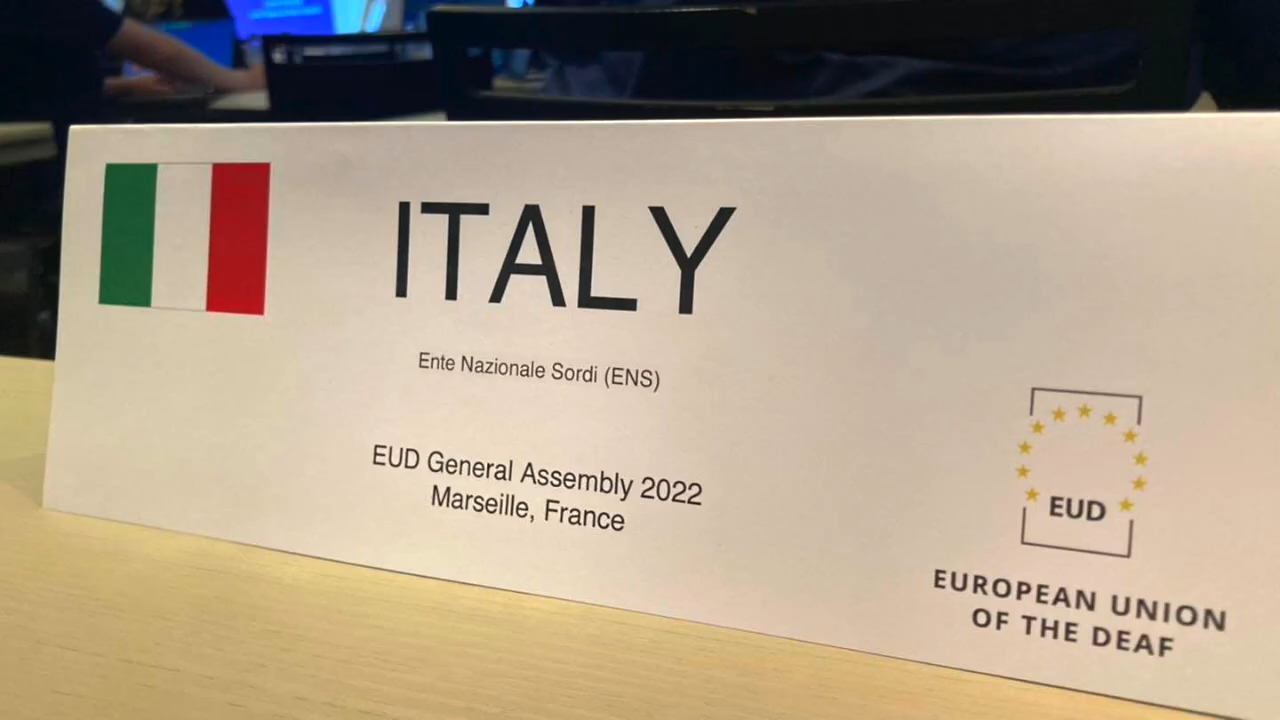 ITALY
Ente Nazionale Sordi (ENS)
EUD General Assembly 2022
Marseille, France
EUD
EUROPEAN UNION
OF THE DEAF